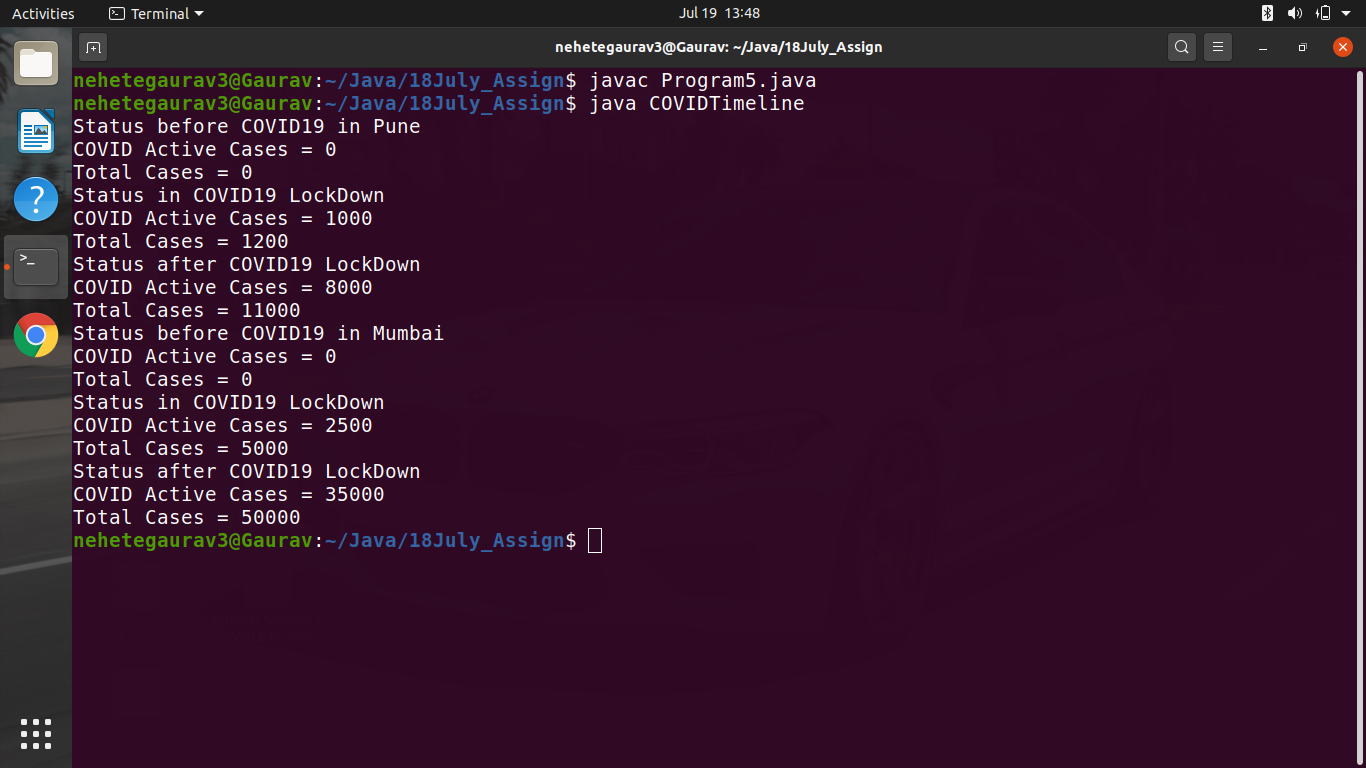 Activities Terminal Jul 19 13:48
nehetegaurav3@Gaurav: ~/Java/18July_Assign
nehetegaurav3@Gaurav:~/Java/18July_Assign$ javac Program5.java
nehetegaurav3@Gaurav:~/Java/18July_Assign$ java COVIDTimeline
Status before COVID19 in Pune
COVID Active Cases = 0
Total Cases = 0
Status in COVID19 LockDown
COVID Active Cases = 1000
Total Cases = 1200
Status after COVID19 LockDown
COVID Active Cases = 8000
Total Cases = 11000
Status before COVID19 in Mumbai
COVID Active Cases = 0
Total Cases = 0
Status in COVID19 LockDown
COVID Active Cases = 2500
Total Cases = 5000
Status after COVID19 LockDown
COVID Active Cases = 35000
Total Cases = 50000
nehetegaurav3@Gaurav:~/Java/18July_Assign$